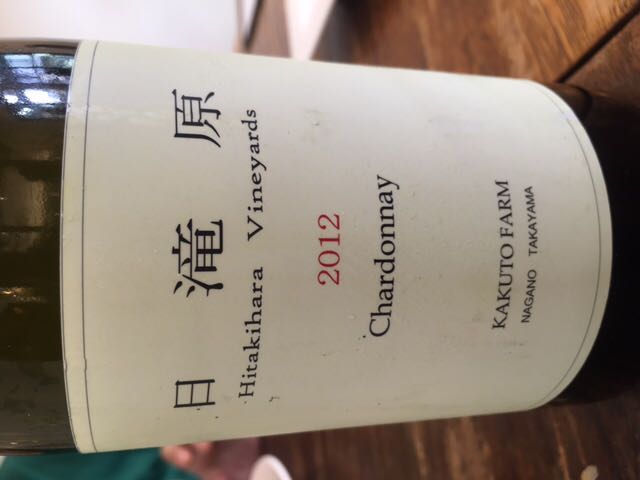 日滝原
Hitakihara Vineyards
2012
Chardonnay
KAKUTO FARM
NAGANO TAKAYAMA